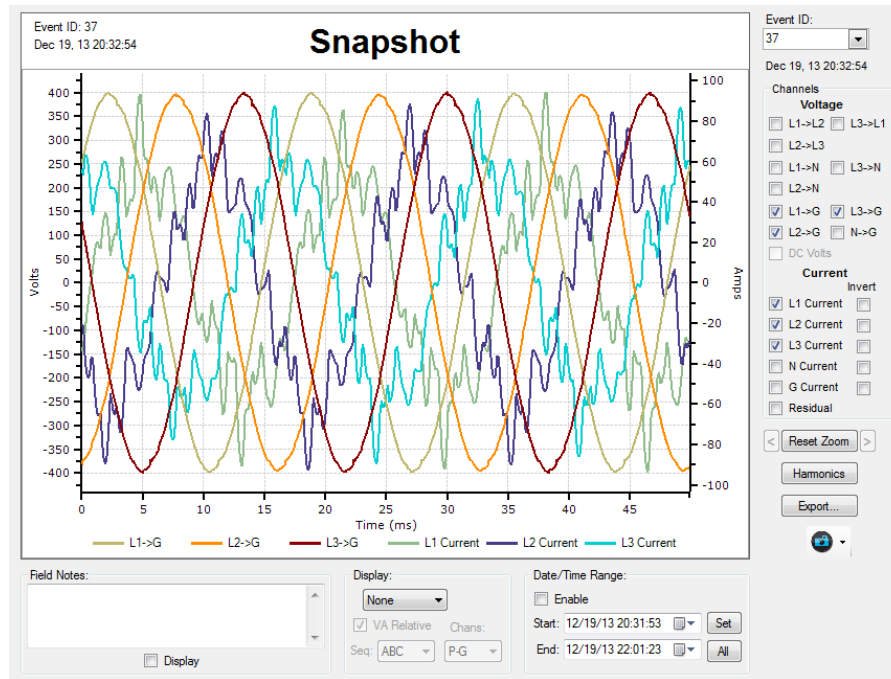 Event ID: 37
Dec 19, 13 20:32:54
Snapshot
400
350
300
250
200
150
100
50
0
-50
-100
-150
-200
-250
-300
-350
-400
Volts
100
80
60
40
20
0
-20
-40
-60
-80
-100
Amps
0 5 10 15 20 25 30 35 40 45
Time (ms)
L1->G L2->G L3->G L1 Current L2 Current L3 Current
Event ID:
37
Dec 19, 13 20:32:54
Channels
Voltage
L1->L2 L3->L1
L2->L3
L1->N L3->N
L2->N
L1->G L3->G
L2->G N->G
DC Volts
Current
Invert
L1 Current
L2 Current
L3 Current
N Current
G Current
Residual
< Reset Zoom >
Harmonics
Export...
Field Notes:
Display
Display:
None
VA Relative Chans:
Seq: ABC P-G
Date/Time Range:
Enable
Start: 12/19/13 20:31:53 Set
End: 12/19/13 22:01:23 All